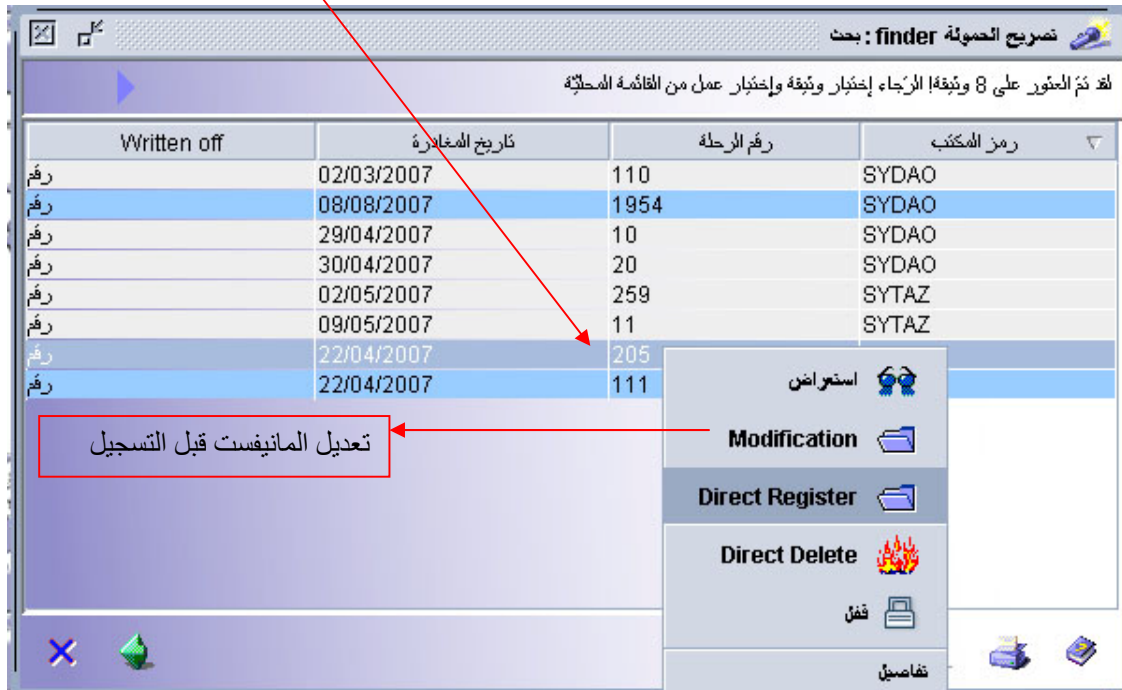 تصريح الحمولة finder : بحث
لقد تمّ العثور على 8 وثيقة! الرّجاء إختيار وثيقة وإختيار عمل من القائمة المحليّة
رمز المكتب رقم الرحلة تاريخ المغادرة Written off
SYDAO 110 02/03/2007 رقم
SYDAO 1954 08/08/2007 رقم
SYDAO 10 29/04/2007 رقم
SYDAO 20 30/04/2007 رقم
SYTAZ 259 02/05/2007 رقم
SYTAZ 11 09/05/2007 رقم
205 22/04/2007 رقم
111 22/04/2007 رقم
استعراض
Modification
تعديل المانيفست قبل التسجيل
Direct Register
Direct Delete
قفل
تفاصيل